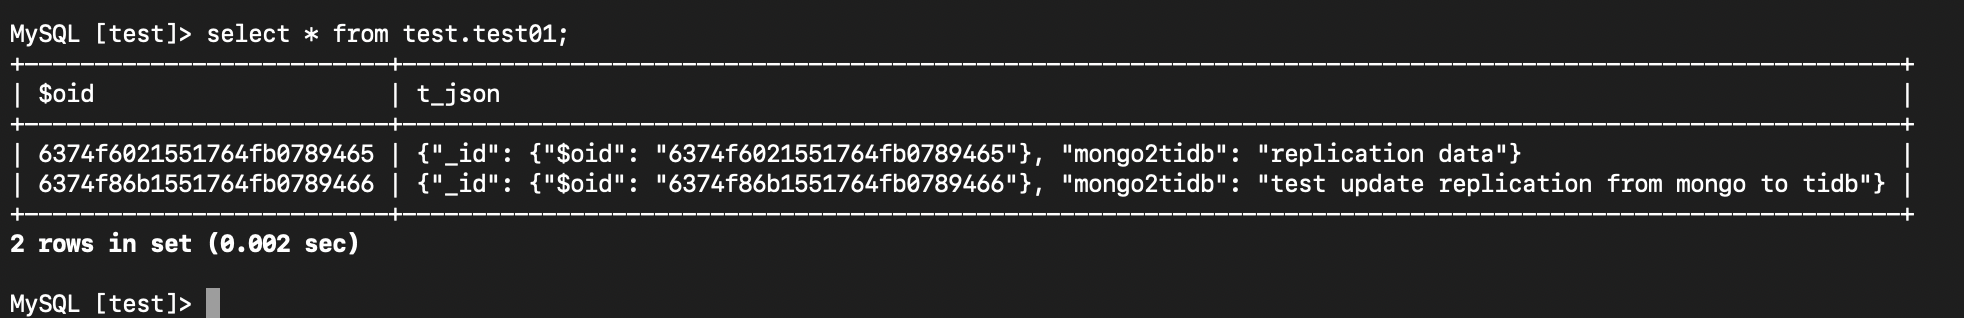 MySQL [test]> select * from test.test01;
+--------------------------+----------------------------------------------------------------------------------------------------------+
| $oid                     | t_json                                                                                                   |
+--------------------------+----------------------------------------------------------------------------------------------------------+
| 6374f6021551764fb0789465 | {"_id": {"$oid": "6374f6021551764fb0789465"}, "mongo2tidb": "replication data"}                          |
| 6374f86b1551764fb0789466 | {"_id": {"$oid": "6374f86b1551764fb0789466"}, "mongo2tidb": "test update replication from mongo to tidb"} |
+--------------------------+----------------------------------------------------------------------------------------------------------+
2 rows in set (0.002 sec)
MySQL [test]>